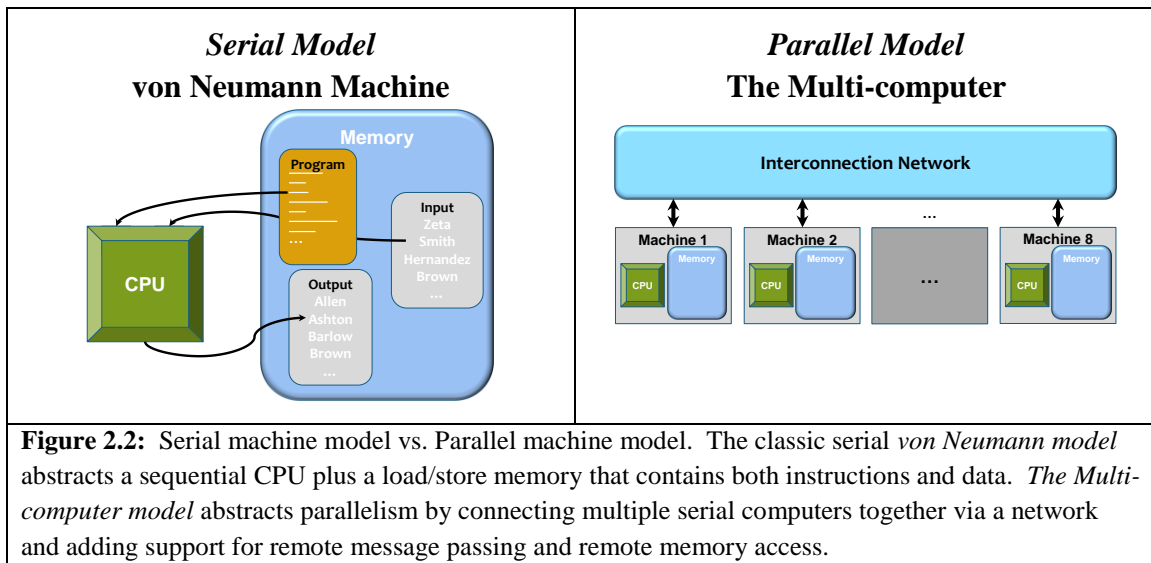 Serial Model
von Neumann Machine
Memory
Program
...
Input
Zeta
Smith
Hernandez
Brown
...
CPU
Output
Allen
Ashton
Barlow
Brown
...
Parallel Model
The Multi-computer
Interconnection Network
...
Machine 1
Memory
CPU
Machine 2
Memory
CPU
...
Machine 8
Memory
CPU
Figure 2.2: Serial machine model vs. Parallel machine model. The classic serial von Neumann model
abstracts a sequential CPU plus a load/store memory that contains both instructions and data. The Multi-
computer model abstracts parallelism by connecting multiple serial computers together via a network
and adding support for remote message passing and remote memory access.